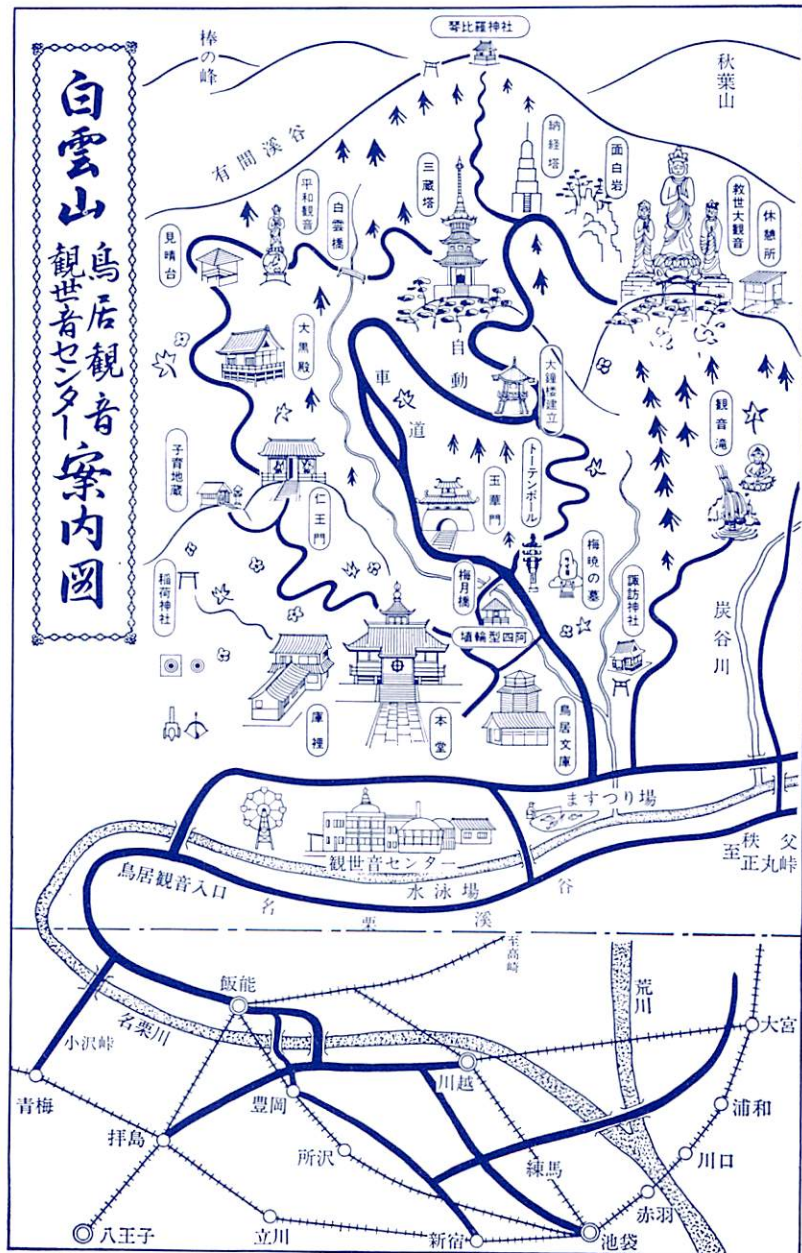 白雲山
鳥居観音
観世音センター
案内図
琴比羅神社
棒の峰
秋葉山
有間渓谷
納経塔
面白岩
三蔵塔
救世大観音
休憩所
平和観音
白雲橋
見晴台
大黒殿
自動車道
大鐘楼建立
観音滝
トーテンポール
子育地蔵
仁王門
玉華門
梅暁の墓
梅月橋
諏訪神社
稲荷神社
埴輪型四阿
炭谷川
庫裡
本堂
鳥居文庫
ますつり場
観世音センター
至秩父
正丸峠
鳥居観音入口
水泳場
名栗渓谷
至高崎
飯能
荒川
大宮
名栗川
小沢峠
川越
青梅
豊岡
浦和
拝島
所沢
練馬
川口
赤羽
八王子
立川
新宿
池袋